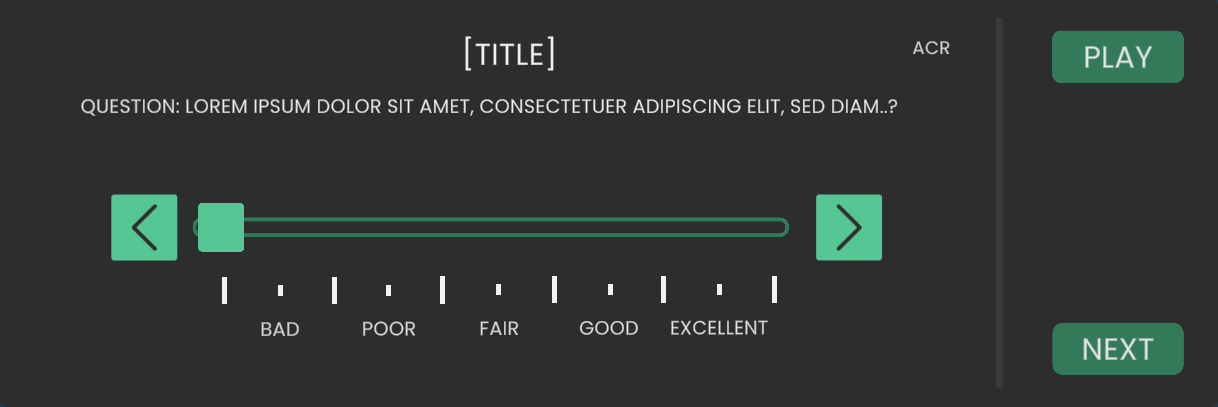 [TITLE]
ACR
PLAY
QUESTION: LOREM IPSUM DOLOR SIT AMET, CONSECTETUER ADIPISCING ELIT, SED DIAM..?
BAD POOR FAIR GOOD EXCELLENT
NEXT